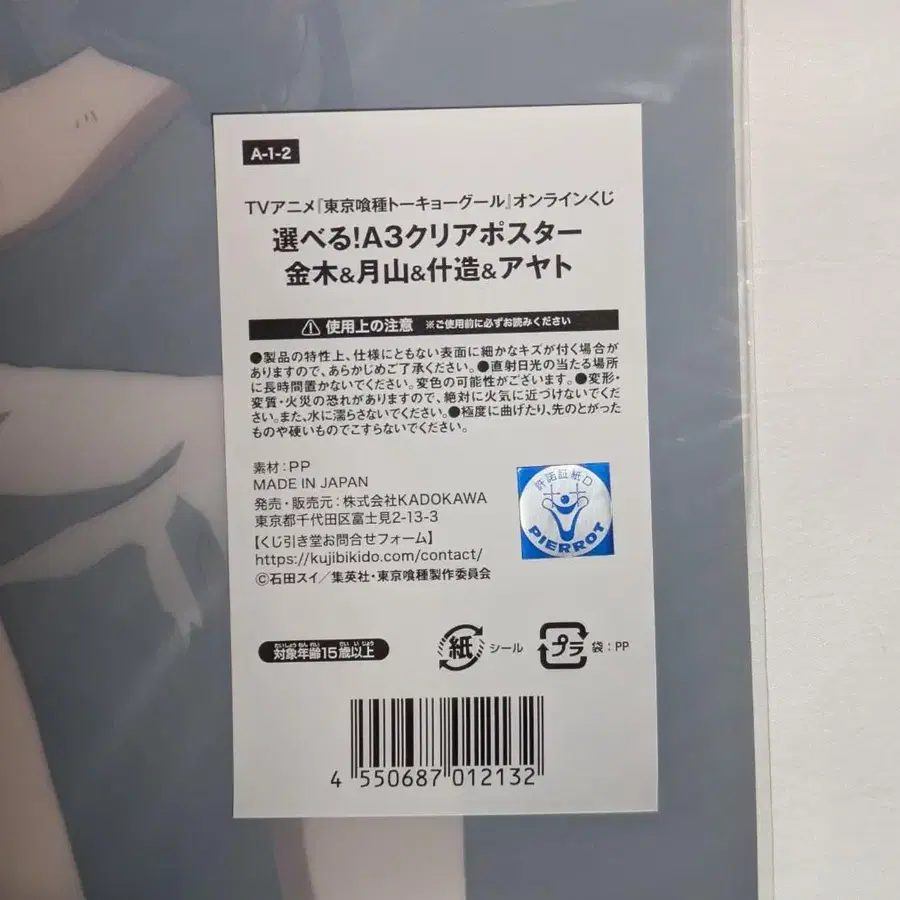 A-1-2
TVアニメ『東京喰種トーキョーグール』オンラインくじ
選べる!A3クリアポスター
金木&月山&什造&アヤト
使用上の注意 ※ご使用前に必ずお読みください
●製品の特性上、仕様にともない表面に細かなキズが付く場合が
ありますので、あらかじめご了承ください。●直射日光の当たる場所
に長時間置かないでください。変色の可能性がございます。●変形・
変質・火災の恐れがありますので、絶対に火気に近づけないでくだ
さい。また、水に濡らさないでください。●極度に曲げたり、先のとがった
ものや硬いものでこすらないでください。
素材:PP
MADE IN JAPAN
発売・販売元:株式会社KADOKAWA
東京都千代田区富士見2-13-3
【くじ引き堂お問合せフォーム】
https://kujibikido.com/contact/
©石田スイ/集英社・東京喰種製作委員会
許諾証紙D
PIERROT
たいしょうねんれい さい いじょう
対象年齢15歳以上
紙 シール プラ 袋:PP
4 550687 012132